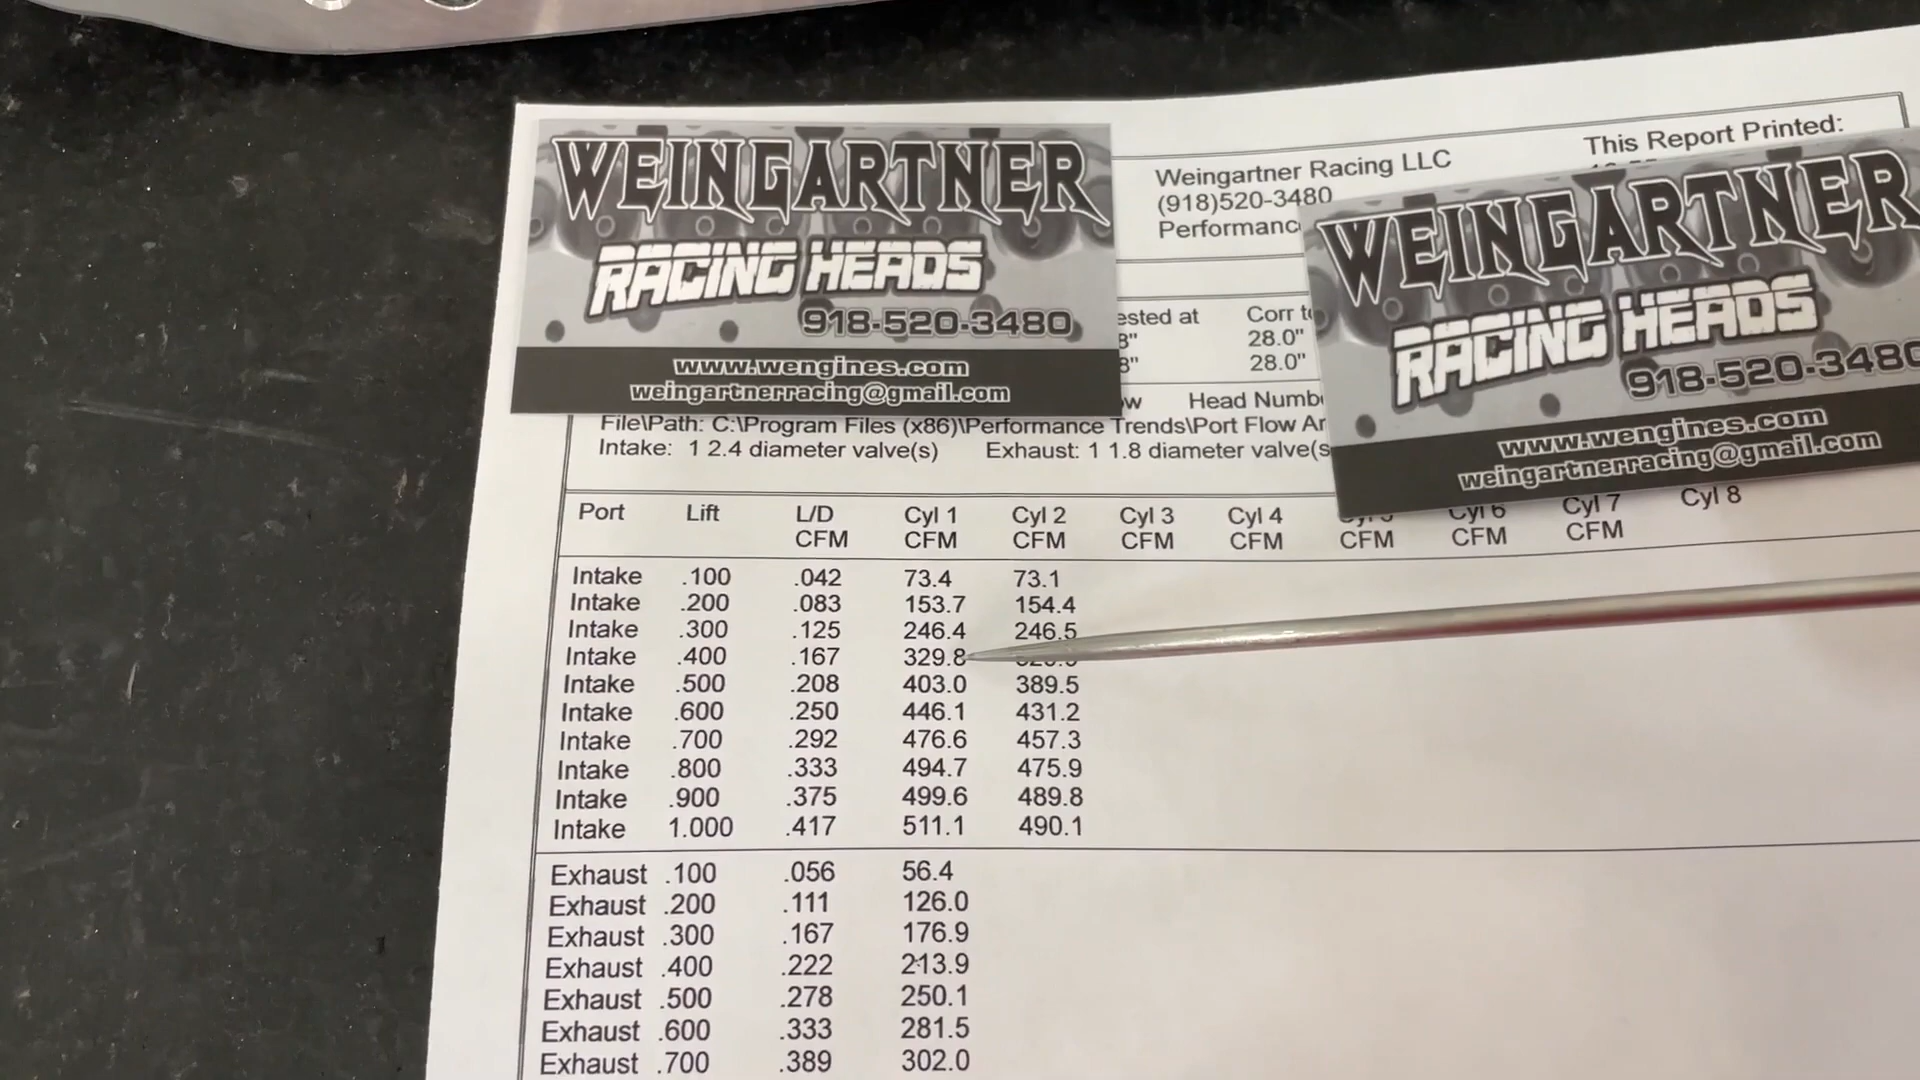 WEINGARTNER
RACING HEADS
918-520-3480
www.wengines.com
weingartnerracing@gmail.com
Weingartner Racing LLC
(918)520-3480
This Report Printed:
WEINGARTNER
RACING HEADS
918-520-3480
www.wengines.com
weingartnerracing@gmail.com
at Corr
28.0"
28.0"
Head
File\Path: C:\Program Files (x86)\Performance Trends\Port Flow
Intake: 1 2.4 diameter valve(s) Exhaust: 1 1.8 diameter
Port Lift L/D Cyl 1 Cyl 2 Cyl 3 Cyl 4 Cyl 6 Cyl 7 Cyl 8
CFM CFM CFM CFM CFM CFM CFM CFM
Intake .100 .042 73.4 73.1
Intake .200 .083 153.7 154.4
Intake .300 .125 246.4 246.5
Intake .400 .167 329.8
Intake .500 .208 403.0 389.5
Intake .600 .250 446.1 431.2
Intake .700 .292 476.6 457.3
Intake .800 .333 494.7 475.9
Intake .900 .375 499.6 489.8
Intake 1.000 .417 511.1 490.1
Exhaust .100 .056 56.4
Exhaust .200 .111 126.0
Exhaust .300 .167 176.9
Exhaust .400 .222 213.9
Exhaust .500 .278 250.1
Exhaust .600 .333 281.5
Exhaust .700 .389 302.0